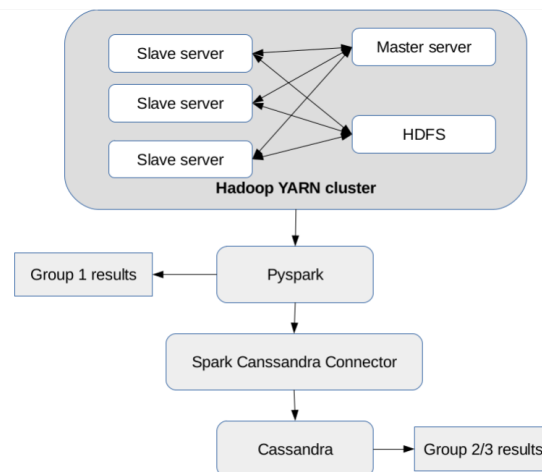 Slave server
Master server
Slave server
HDFS
Slave server
Hadoop YARN cluster
Group 1 results
Pyspark
Spark Canssandra Connector
Cassandra
Group 2/3 results